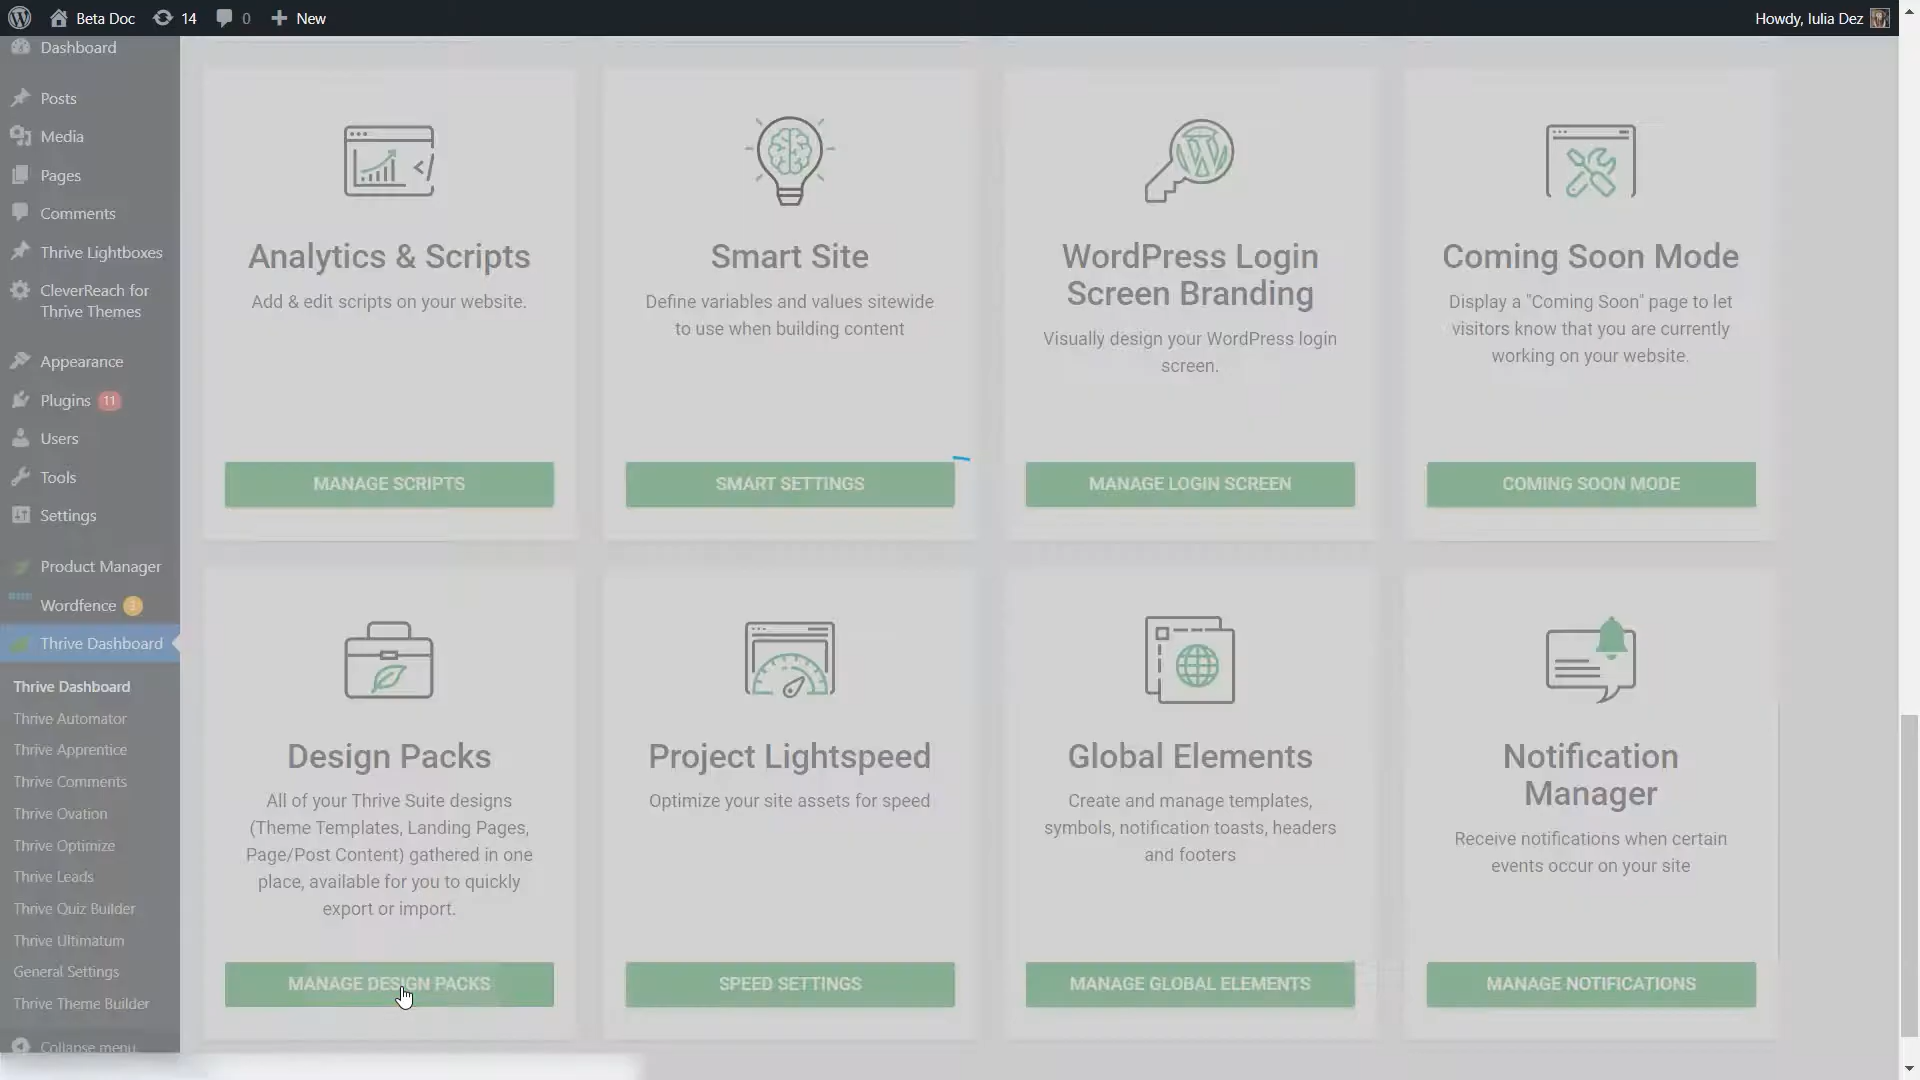 Beta Doc
14
0
New
Howdy, Iulia Dez
Dashboard
Posts
Media
Pages
Comments
Thrive Lightboxes
CleverReach for
Thrive Themes
Appearance
Plugins 11
Users
Tools
Settings
Product Manager
Wordfence 3
Thrive Dashboard
Thrive Dashboard
Thrive Automator
Thrive Apprentice
Thrive Comments
Thrive Ovation
Thrive Optimize
Thrive Leads
Thrive Quiz Builder
Thrive Ultimatum
General Settings
Thrive Theme Builder
Collapse menu
Analytics & Scripts
Add & edit scripts on your website.
MANAGE SCRIPTS
Smart Site
Define variables and values sitewide
to use when building content
SMART SETTINGS
WordPress Login
Screen Branding
Visually design your WordPress login
screen.
MANAGE LOGIN SCREEN
Coming Soon Mode
Display a "Coming Soon" page to let
visitors know that you are currently
working on your website.
COMING SOON MODE
Design Packs
All of your Thrive Suite designs
(Theme Templates, Landing Pages,
Page/Post Content) gathered in one
place, available for you to quickly
export or import.
MANAGE DESIGN PACKS
Project Lightspeed
Optimize your site assets for speed
SPEED SETTINGS
Global Elements
Create and manage templates,
symbols, notification toasts, headers
and footers
MANAGE GLOBAL ELEMENTS
Notification
Manager
Receive notifications when certain
events occur on your site
MANAGE NOTIFICATIONS